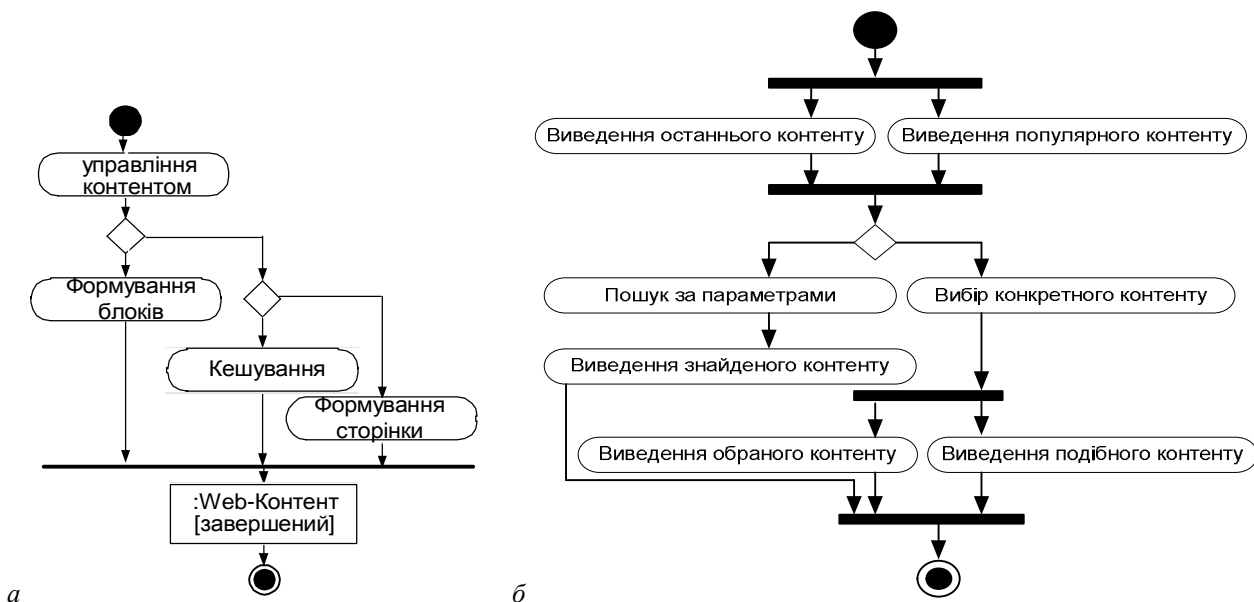 управління
контентом
Формування
блоків
Кешування
Формування
сторінки
:Web-Контент
[завершений]
а
Виведення останнього контенту
Виведення популярного контенту
Пошук за параметрами
Вибір конкретного контенту
Виведення знайденого контенту
Виведення обраного контенту
Виведення подібного контенту
б